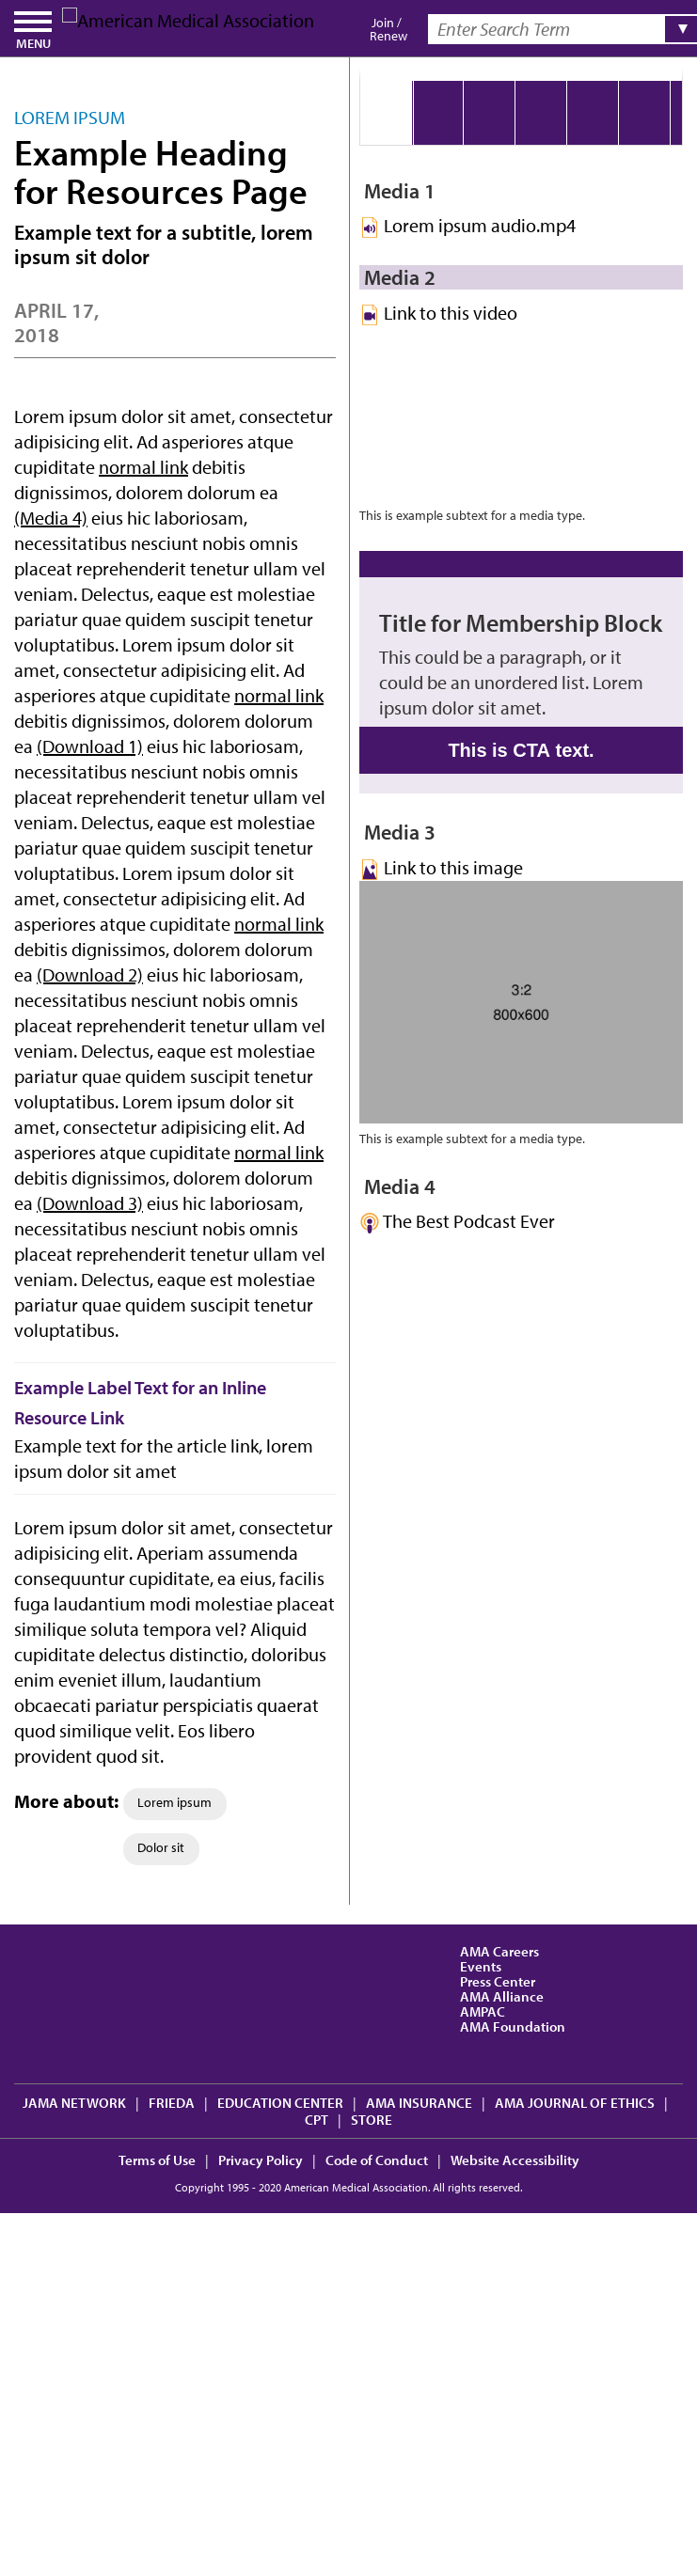 MENU
American Medical Association
Join /
Renew
Enter Search Term
▼
LOREM IPSUM
Example Heading
for Resources Page
Example text for a subtitle, lorem
ipsum sit dolor
APRIL 17,
2018
Lorem ipsum dolor sit amet, consectetur
adipisicing elit. Ad asperiores atque
cupiditate normal link debitis
dignissimos, dolorem dolorum ea
(Media 4) eius hic laboriosam,
necessitatibus nesciunt nobis omnis
placeat reprehenderit tenetur ullam vel
veniam. Delectus, eaque est molestiae
pariatur quae quidem suscipit tenetur
voluptatibus. Lorem ipsum dolor sit
amet, consectetur adipisicing elit. Ad
asperiores atque cupiditate normal link
debitis dignissimos, dolorem dolorum
ea (Download 1) eius hic laboriosam,
necessitatibus nesciunt nobis omnis
placeat reprehenderit tenetur ullam vel
veniam. Delectus, eaque est molestiae
pariatur quae quidem suscipit tenetur
voluptatibus. Lorem ipsum dolor sit
amet, consectetur adipisicing elit. Ad
asperiores atque cupiditate normal link
debitis dignissimos, dolorem dolorum
ea (Download 2) eius hic laboriosam,
necessitatibus nesciunt nobis omnis
placeat reprehenderit tenetur ullam vel
veniam. Delectus, eaque est molestiae
pariatur quae quidem suscipit tenetur
voluptatibus. Lorem ipsum dolor sit
amet, consectetur adipisicing elit. Ad
asperiores atque cupiditate normal link
debitis dignissimos, dolorem dolorum
ea (Download 3) eius hic laboriosam,
necessitatibus nesciunt nobis omnis
placeat reprehenderit tenetur ullam vel
veniam. Delectus, eaque est molestiae
pariatur quae quidem suscipit tenetur
voluptatibus.
Example Label Text for an Inline
Resource Link
Example text for the article link, lorem
ipsum dolor sit amet
Lorem ipsum dolor sit amet, consectetur
adipisicing elit. Aperiam assumenda
consequuntur cupiditate, ea eius, facilis
fuga laudantium modi molestiae placeat
similique soluta tempora vel? Aliquid
cupiditate delectus distinctio, doloribus
enim eveniet illum, laudantium
obcaecati pariatur perspiciatis quaerat
quod similique velit. Eos libero
provident quod sit.
More about: Lorem ipsum
Dolor sit
Media 1
Lorem ipsum audio.mp4
Media 2
Link to this video
This is example subtext for a media type.
Title for Membership Block
This could be a paragraph, or it
could be an unordered list. Lorem
ipsum dolor sit amet.
This is CTA text.
Media 3
Link to this image
3:2
800x600
This is example subtext for a media type.
Media 4
The Best Podcast Ever
AMA Careers
Events
Press Center
AMA Alliance
AMPAC
AMA Foundation
JAMA NETWORK | FRIEDA | EDUCATION CENTER | AMA INSURANCE | AMA JOURNAL OF ETHICS |
CPT | STORE
Terms of Use | Privacy Policy | Code of Conduct | Website Accessibility
Copyright 1995 - 2020 American Medical Association. All rights reserved.